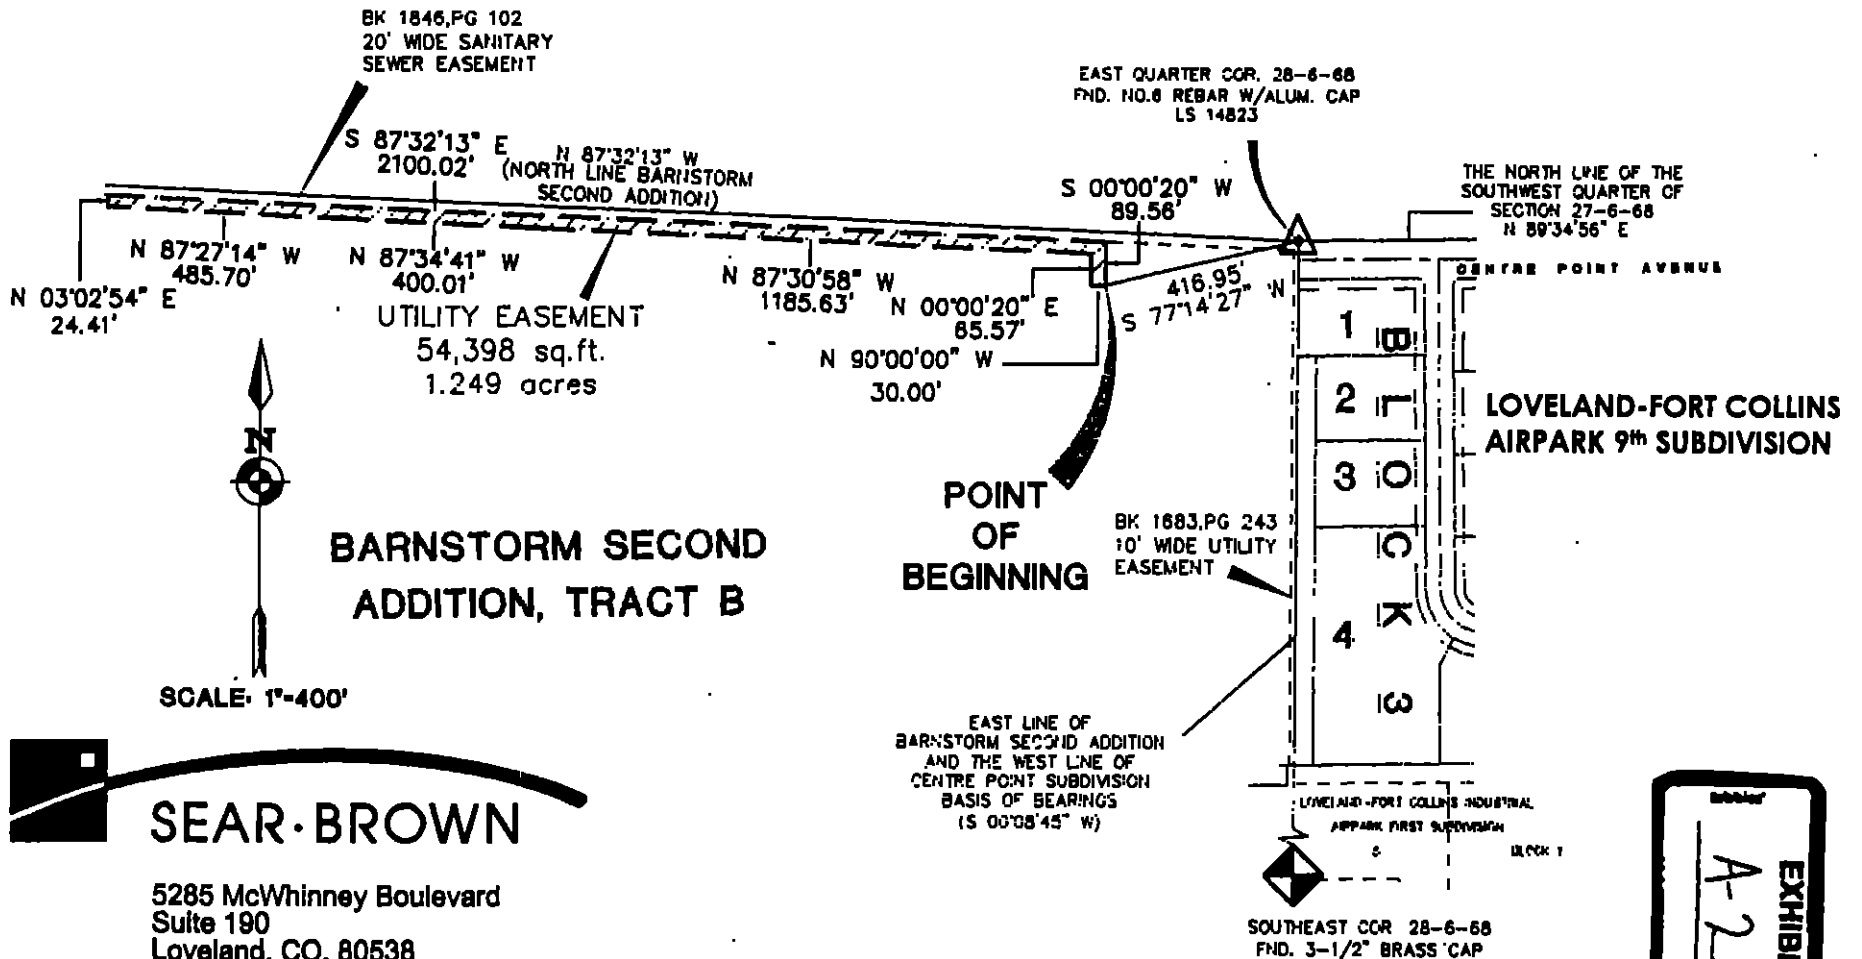 BK 1846,PG 102
20' WIDE SANITARY
SEWER EASEMENT
EAST QUARTER COR. 28-6-68
FND. NO.6 REBAR W/ALUM. CAP
LS 14823
S 87°32'13" E
2100.02'
N 87°32'13" W
(NORTH LINE BARNSTORM
SECOND ADDITION)
S 00°00'20" W
89.56'
THE NORTH LINE OF THE
SOUTHWEST QUARTER OF
SECTION 27-6-68
N 89°34'56" E
N 87°27'14" W
485.70'
N 87°34'41" W
400.01'
N 87°30'58" W
1185.63'
N 00°00'20" E
85.57'
416.95'
S 77°14'27" W
CENTRE POINT AVENUE
N 03°02'54" E
24.41'
UTILITY EASEMENT
54,398 sq.ft.
1.249 acres
N 90°00'00" W
30.00'
1
2
3
4
BLOCK 3
LOVELAND-FORT COLLINS
AIRPARK 9th SUBDIVISION
N
POINT
OF
BEGINNING
BK 1683,PG 243
10' WIDE UTILITY
EASEMENT
BARNSTORM SECOND
ADDITION, TRACT B
SCALE: 1"=400'
EAST LINE OF
BARNSTORM SECOND ADDITION
AND THE WEST LINE OF
CENTRE POINT SUBDIVISION
BASIS OF BEARINGS
(S 00°08'45" W)
LOVELAND-FORT COLLINS INDUSTRIAL
AIRPARK FIRST SUBDIVISION
BLOCK 1
SEAR·BROWN
5285 McWhinney Boulevard
Suite 190
Loveland, CO. 80538
SOUTHEAST COR 28-6-68
FND. 3-1/2" BRASS CAP
EXHIBI
A-2